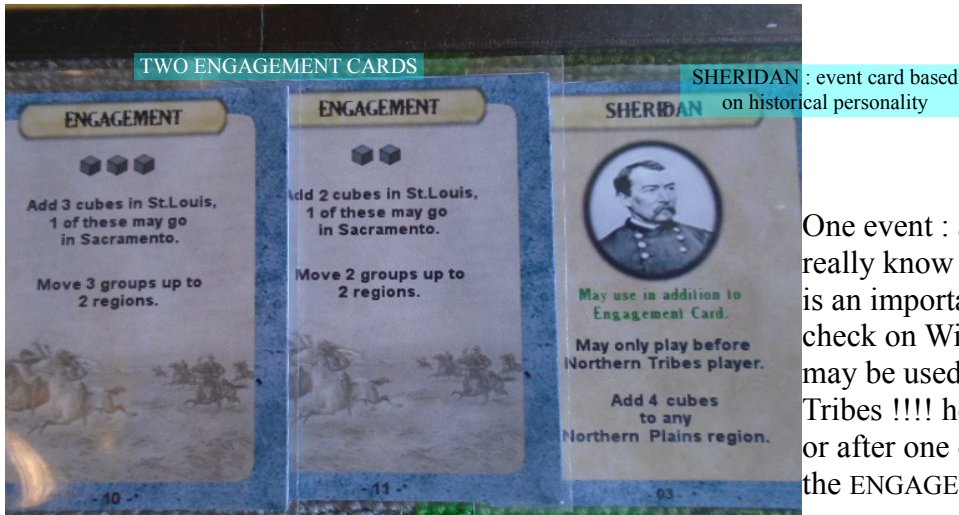 TWO ENGAGEMENT CARDS
SHERIDAN : event card based
on historical personality
ENGAGEMENT
Add 3 cubes in St.Louis,
1 of these may go
in Sacramento.
Move 3 groups up to
2 regions.
- 10 -
ENGAGEMENT
Add 2 cubes in St.Louis,
1 of these may go
in Sacramento.
Move 2 groups up to
2 regions.
- 11 -
SHERIDAN
May use in addition to
Engagement Card.
May only play before
Northern Tribes player.
Add 4 cubes
to any
Northern Plains region.
03 -
One event :
really know
is an importa
check on Wi
may be used
Tribes !!!! h
or after one
the ENGAGE